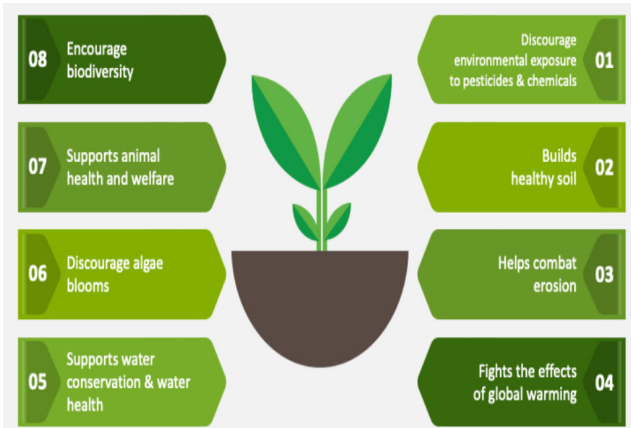 08
Encourage
biodiversity
Discourage
environmental exposure
to pesticides & chemicals
01
07
Supports animal
health and welfare
Builds
healthy soil
02
06
Discourage algae
blooms
Helps combat
erosion
03
05
Supports water
conservation & water
health
Fights the effects
of global warming
04